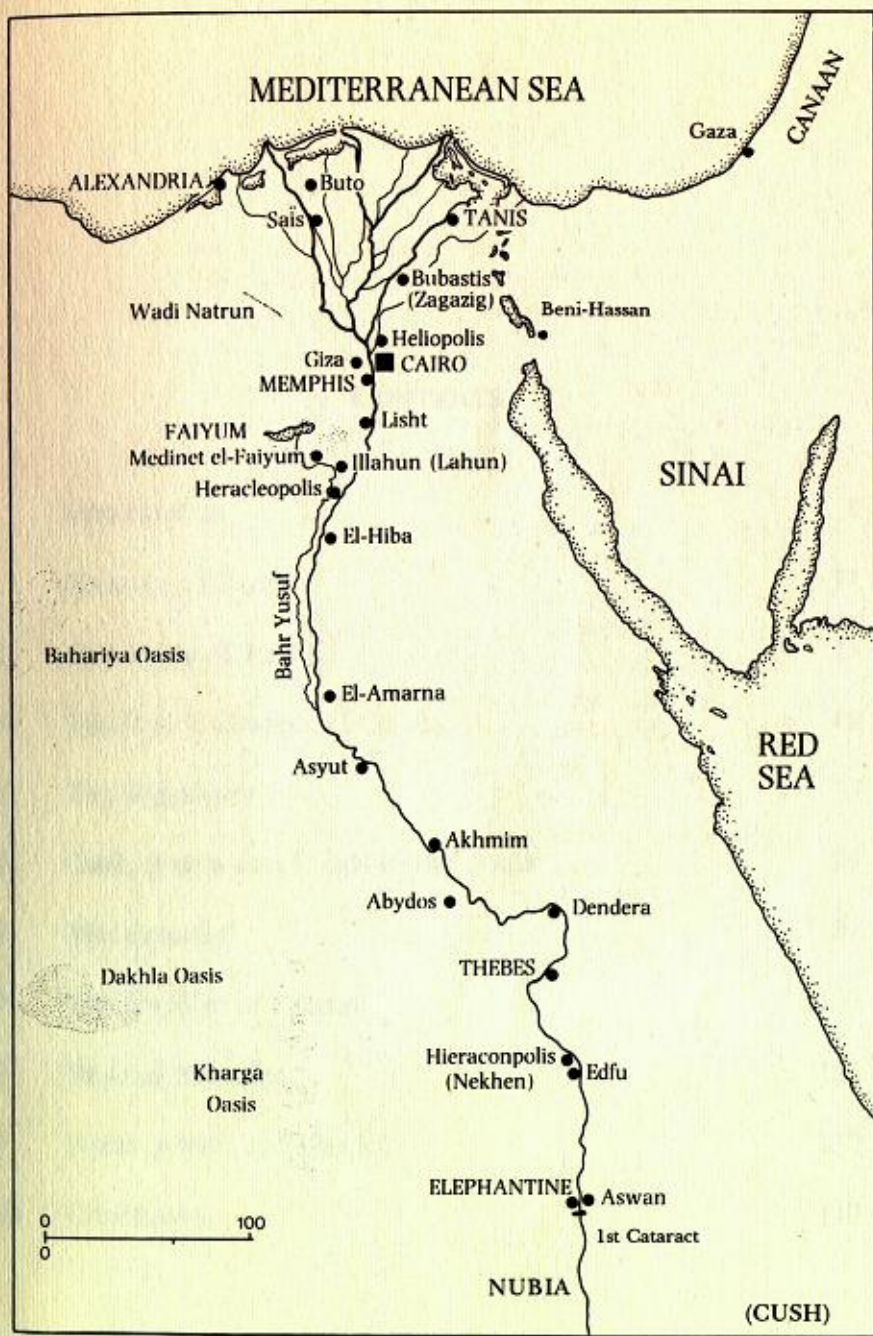 MEDITERRANEAN SEA
CANAAN
Gaza
ALEXANDRIA
Buto
Saïs
TANIS
Bubastis
(Zagazig)
Wadi Natrun
Beni-Hassan
Heliopolis
Giza
CAIRO
MEMPHIS
Lisht
FAIYUM
Medinet el-Faiyum
Illahun (Lahun)
SINAI
Heracleopolis
El-Hiba
Bahr Yusuf
Bahariya Oasis
El-Amarna
RED
SEA
Asyut
Akhmim
Abydos
Dendera
Dakhla Oasis
THEBES
Hieraconpolis
(Nekhen)
Edfu
Kharga
Oasis
ELEPHANTINE
Aswan
1st Cataract
0
100
0
NUBIA
(CUSH)